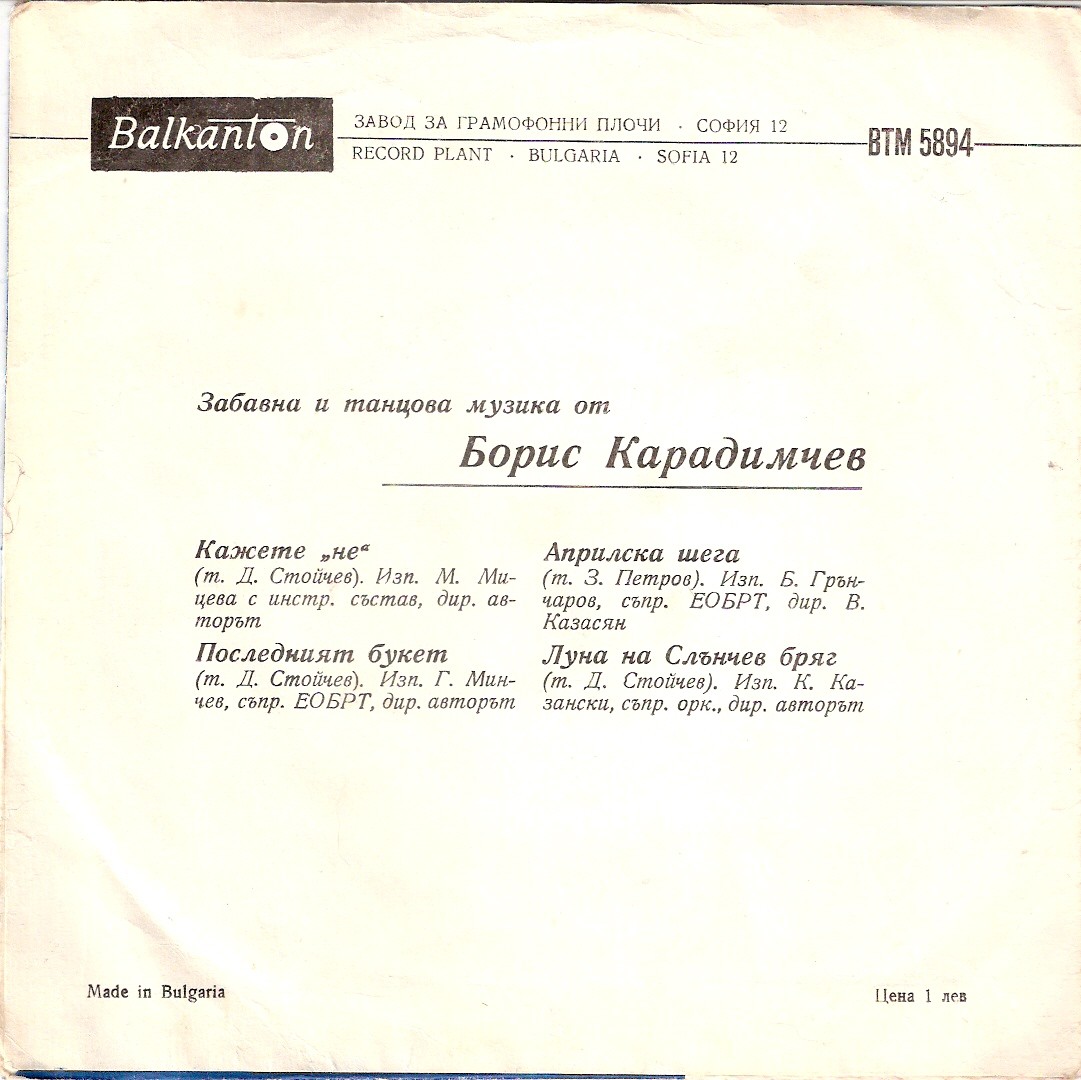 Balkanton
ЗАВОД ЗА ГРАМОФОННИ ПЛОЧИ · СОФИЯ 12
RECORD PLANT · BULGARIA · SOFIA 12
ВТМ 5894
Забавна и танцова музика от
Борис Карадимчев
Кажете „не“
(т. Д. Стойчев). Изп. М. Ми-
цева с инстр. състав, дир. ав-
торът
Последният букет
(т. Д. Стойчев). Изп. Г. Мин-
чев, съпр. ЕОБРТ, дир. авторът
Априлска шега
(т. З. Петров). Изп. Б. Грън-
чаров, съпр. ЕОБРТ, дир. В.
Казасян
Луна на Слънчев бряг
(т. Д. Стойчев). Изп. К. Ка-
зански, съпр. орк., дир. авторът
Made in Bulgaria
Цена 1 лев